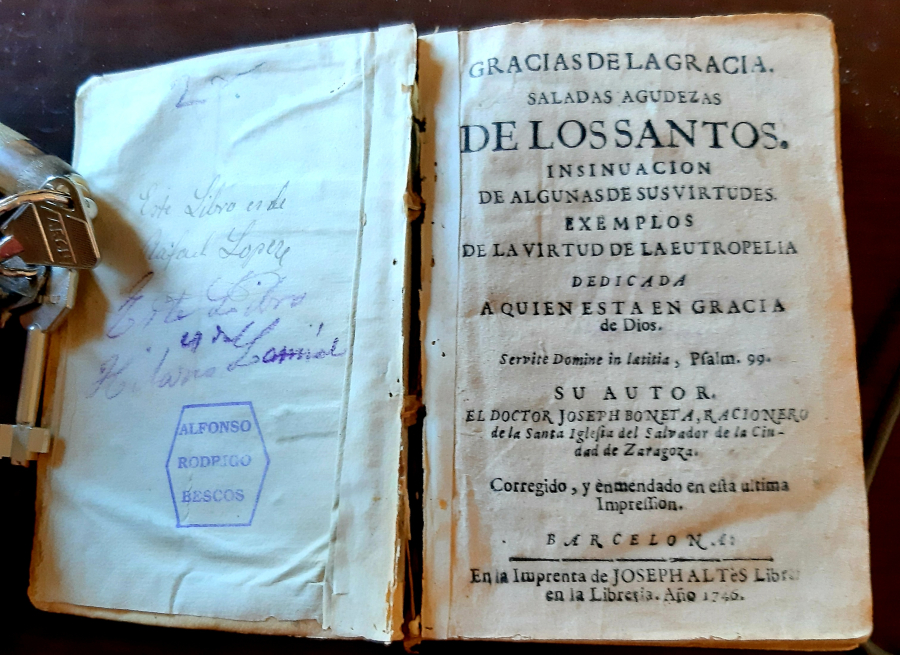 Este Libro es de
Rafael Lopez
Este Libro
es de
Hilario
ALFONSO
RODRIGO
BESCOS
GRACIAS DE LA GRACIA.
SALADAS AGUDEZAS
DE LOS SANTOS.
INSINUACION
DE ALGUNAS DE SUS VIRTUDES.
EXEMPLOS
DE LA VIRTUD DE LA EUTROPELIA
DEDICADA
A QUIEN ESTA EN GRACIA
de Dios.
Servite Domine in lætitia, Psalm. 99.
SU AUTOR.
EL DOCTOR JOSEPH BONETA, RACIONERO
de la Santa Iglesia del Salvador de la Ciu-
dad de Zaragoza.
Corregido, y ènmendado en esta ultima
Impression.
BARCELONA:
En la Imprenta de JOSEPH ALTÈS
en la Libreria. Año 1746.